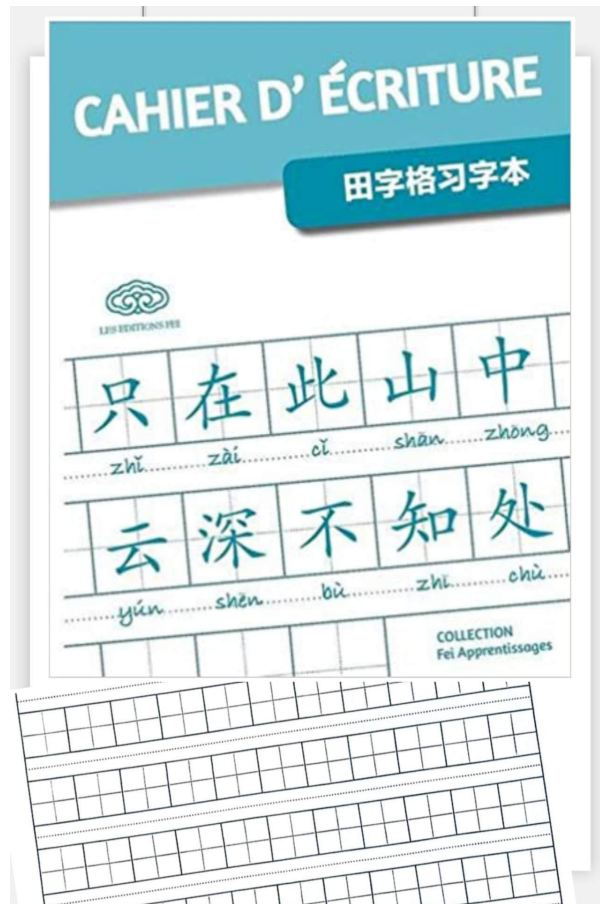 CAHIER D' ÉCRITURE
田字格习字本
LES EDITIONS FEI
只在此山中
zhǐ zài cǐ shān zhōng
云深不知处
yún shēn bù zhī chù
COLLECTION
Fei Apprentissages